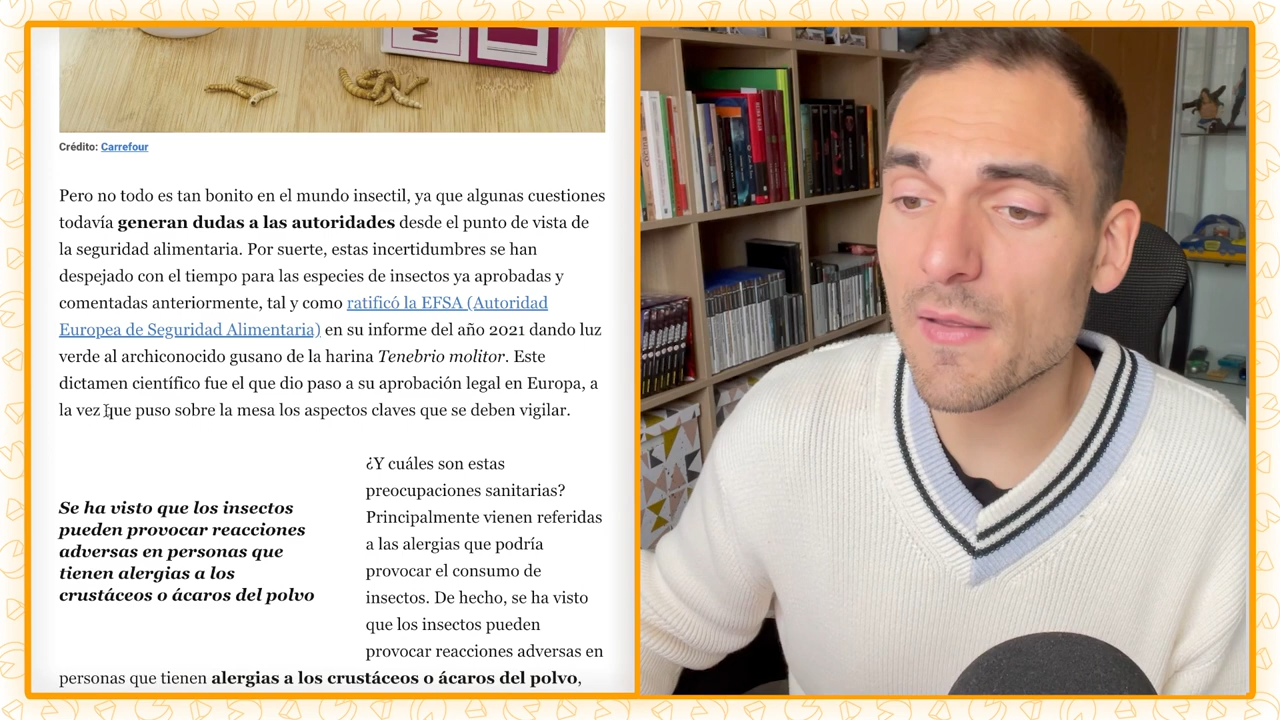 Crédito: Carrefour
Pero no todo es tan bonito en el mundo insectil, ya que algunas cuestiones
todavía generan dudas a las autoridades desde el punto de vista de
la seguridad alimentaria. Por suerte, estas incertidumbres se han
despejado con el tiempo para las especies de insectos ya aprobadas y
comentadas anteriormente, tal y como ratificó la EFSA (Autoridad
Europea de Seguridad Alimentaria) en su informe del año 2021 dando luz
verde al archiconocido gusano de la harina Tenebrio molitor. Este
dictamen científico fue el que dio paso a su aprobación legal en Europa, a
la vez que puso sobre la mesa los aspectos claves que se deben vigilar.
Se ha visto que los insectos
pueden provocar reacciones
adversas en personas que
tienen alergias a los
crustáceos o ácaros del polvo
¿Y cuáles son estas
preocupaciones sanitarias?
Principalmente vienen referidas
a las alergias que podría
provocar el consumo de
insectos. De hecho, se ha visto
que los insectos pueden
provocar reacciones adversas en
personas que tienen alergias a los crustáceos o ácaros del polvo,